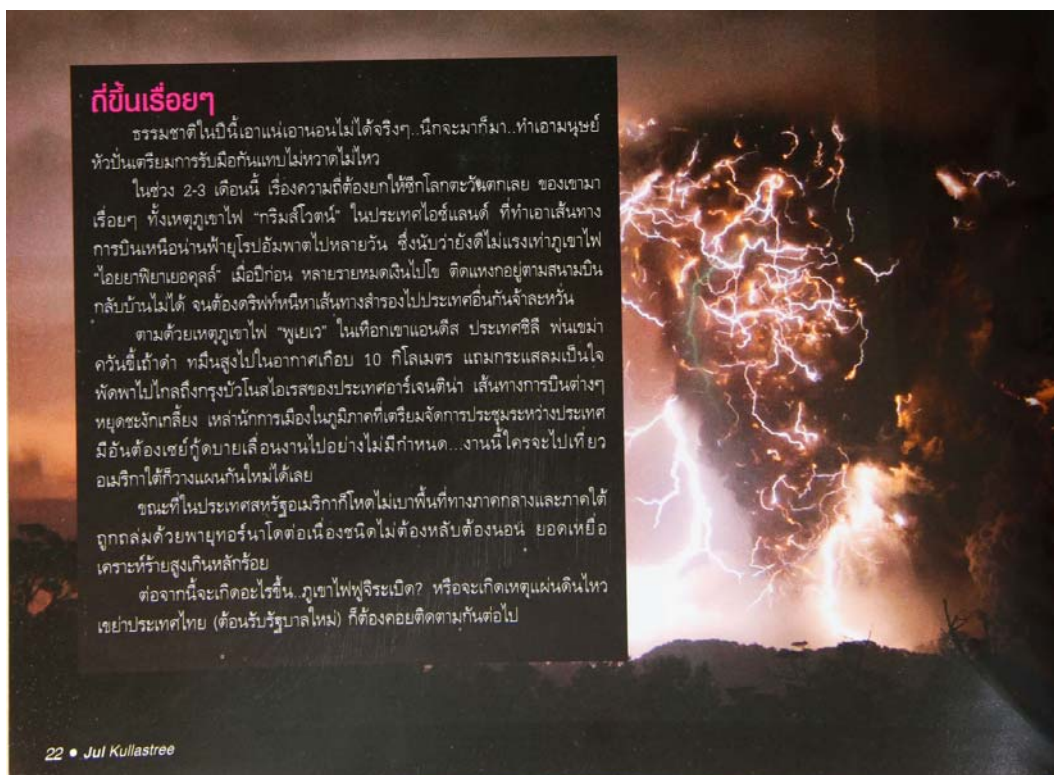 ถี่ขึ้นเรื่อยๆ
ธรรมชาติในปีนี้เอาแน่เอานอนไม่ได้จริงๆ..นึกจะมาก็มา..ทำเอามนุษย์
หัวปั่นเตรียมการรับมือกันแทบไม่หวาดไม่ไหว
ในช่วง 2-3 เดือนนี้ เรื่องความถี่ต้องยกให้ซีกโลกตะวันตกเลย ของเขามา
เรื่อยๆ ทั้งเหตุภูเขาไฟ “กริมส์โวตน์” ในประเทศไอซ์แลนด์ ที่ทำเอาเส้นทาง
การบินเหนือน่านฟ้ายุโรปอัมพาตไปหลายวัน ซึ่งนับว่ายังดีไม่แรงเท่าภูเขาไฟ
“ไอยยาฟิยาเยอคุลล์” เมื่อปีก่อน หลายรายหมดเงินไปโข ติดแหงกอยู่ตามสนามบิน
กลับบ้านไม่ได้ จนต้องดริฟท์หนีหาเส้นทางสำรองไปประเทศอื่นกันจ้าละหวั่น
ตามด้วยเหตุภูเขาไฟ “พูเยเว” ในเทือกเขาแอนดีส ประเทศชิลี พ่นเขม่า
ควันขี้เถ้าดำ ทมึนสูงไปในอากาศเกือบ 10 กิโลเมตร แถมกระแสลมเป็นใจ
พัดพาไปไกลถึงกรุงบัวโนสไอเรสของประเทศอาร์เจนติน่า เส้นทางการบินต่างๆ
หยุดชะงักเกลี้ยง เหล่านักการเมืองในภูมิภาคที่เตรียมจัดการประชุมระหว่างประเทศ
มีอันต้องเซย์กู้ดบายเลื่อนงานไปอย่างไม่มีกำหนด...งานนี้ใครจะไปเที่ยว
อเมริกาใต้ก็วางแผนกันใหม่ได้เลย
ขณะที่ในประเทศสหรัฐอเมริกาก็โหดไม่เบาพื้นที่ทางภาคกลางและภาคใต้
ถูกถล่มด้วยพายุทอร์นาโดต่อเนื่องชนิดไม่ต้องหลับต้องนอน ยอดเหยื่อ
เคราะห์ร้ายสูงเกินหลักร้อย
ต่อจากนี้จะเกิดอะไรขึ้น..ภูเขาไฟฟูจิระเบิด? หรือจะเกิดเหตุแผ่นดินไหว
เขย่าประเทศไทย (ต้อนรับรัฐบาลใหม่) ก็ต้องคอยติดตามกันต่อไป
22 • Jul Kullastree